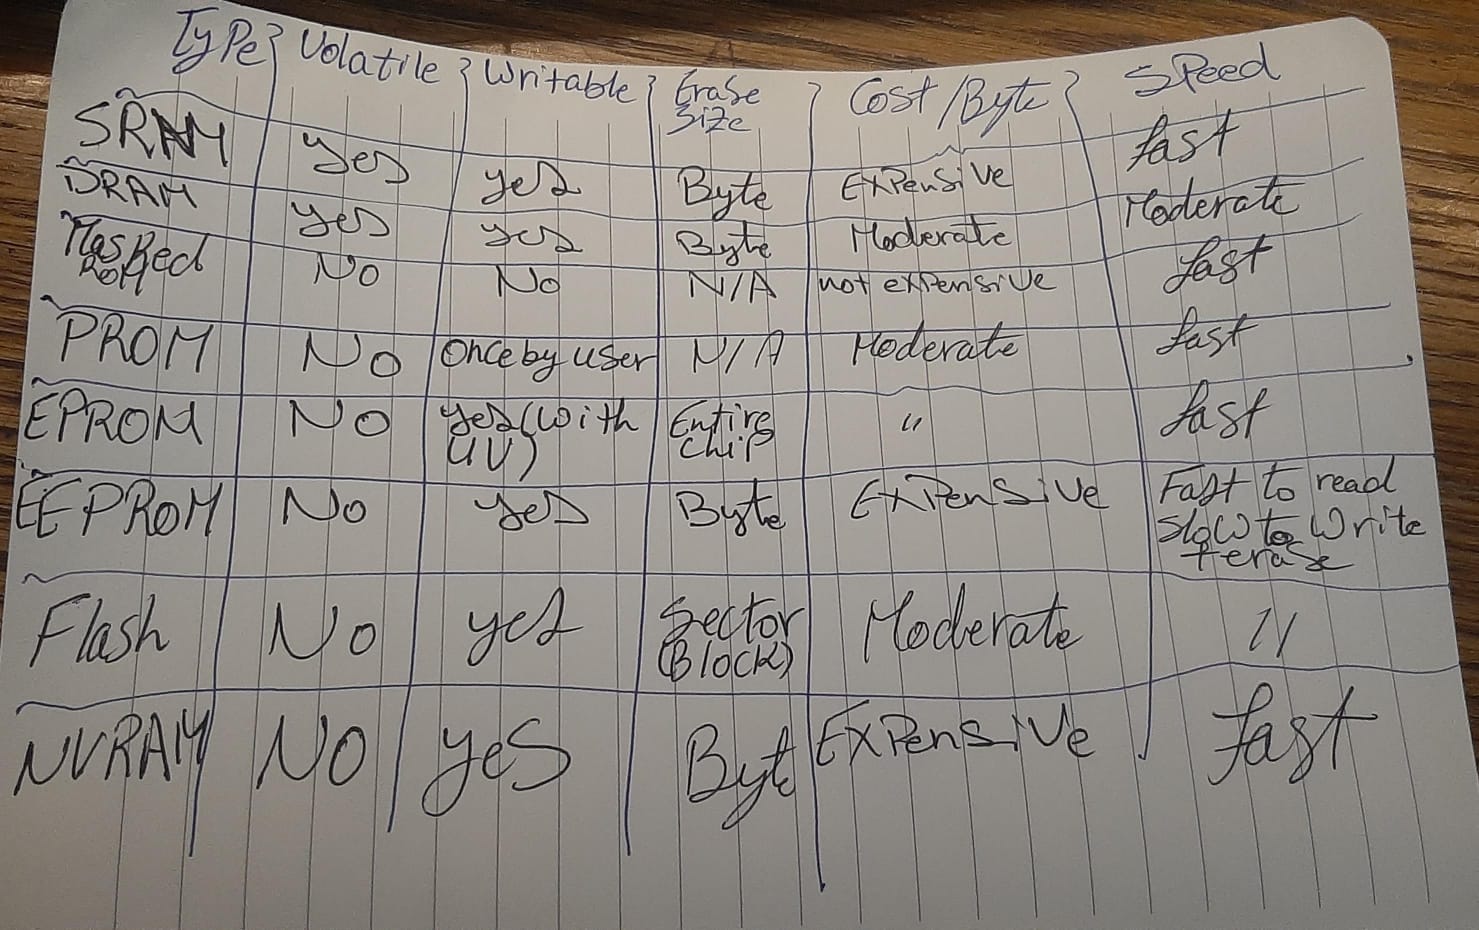 Type Volatile Writable Erase Size Cost/Byte Speed
SRAM Yes yes Byte Expensive fast
DRAM yes yes Byte Moderate Moderate
Masked ROM No No N/A not expensive fast
PROM No Once by user N/A Moderate fast
EPROM No yes (with UV) Entire chip " fast
EEPROM No yes Byte Expensive Fast to read slow to write + erase
Flash No yes Sector (Block) Moderate "
NVRAM NO yes Byte Expensive fast